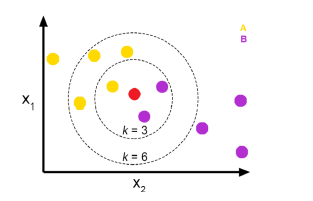 A
B
x₁
k = 3
k = 6
x₂